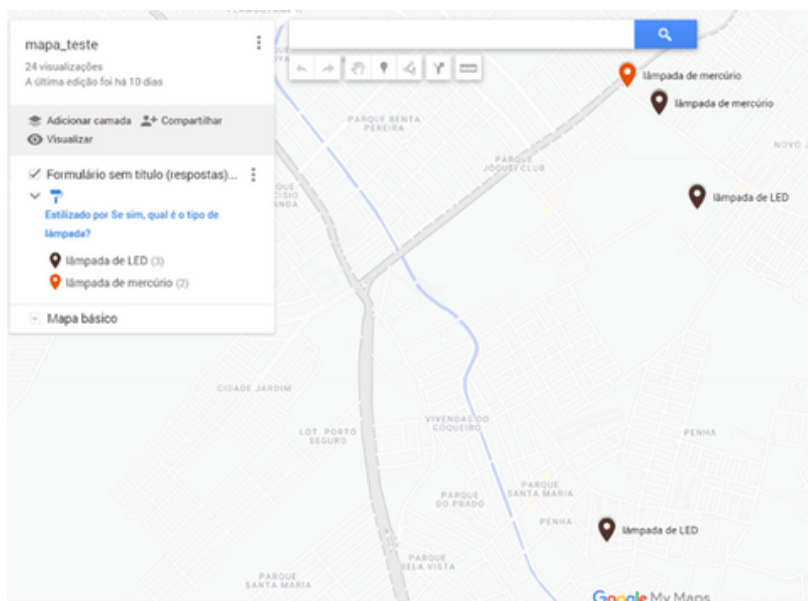 mapa_teste
24 visualizações
A última edição foi há 10 dias
Adicionar camada
Compartilhar
Visualizar
Formulário sem título (respostas)...
Estilizado por Se sim, qual é o tipo de
lâmpada?
lâmpada de LED (3)
lâmpada de mercúrio (2)
Mapa básico
lâmpada de mercúrio
lâmpada de mercúrio
PARQUE BENTA
PEREIRA
PARQUE
JÓQUEI CLUB
NOVO J
lâmpada de LED
CIDADE JARDIM
LOT. PORTO
SEGURO
VIVENDAS DO
COQUEIRO
PENHA
PARQUE
SANTA MARIA
PARQUE
DO PRADO
PENHA
lâmpada de LED
PARQUE
BELA VISTA
PARQUE
SANTA MARIA
Google My Maps